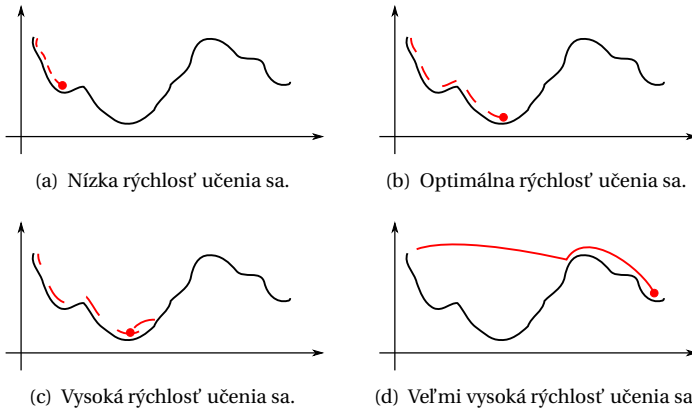 (a) Nízka rýchlosť učenia sa.
(b) Optimálna rýchlosť učenia sa.
(c) Vysoká rýchlosť učenia sa.
(d) Veľmi vysoká rýchlosť učenia sa